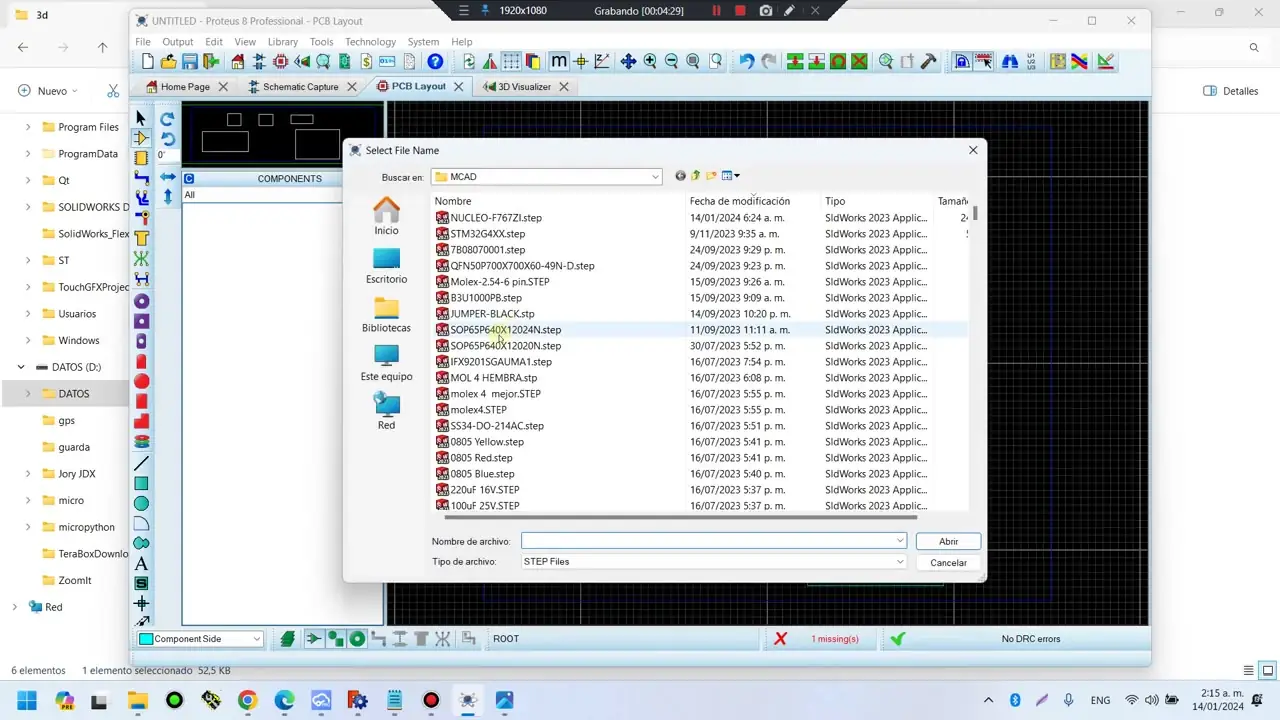 1920x1080
Grabando [00:04:29]
3d
UNTITLED - Proteus 8 Professional - PCB Layout
File Output Edit View Library Tools Technology System Help
Nuevo
Detalles
Home Page
Schematic Capture
PCB Layout
3D Visualizer
Program Files
ProgramData
Qt
SOLIDWORKS D
SolidWorks_Flex
ST
TouchGFXProjec
Usuarios
Windows
DATOS (D:)
DATOS
gps
guarda
Jory JDX
micro
micropython
TeraBoxDownlo
ZoomIt
Red
0°
C COMPONENTS
All
Select File Name
Buscar en: MCAD
Inicio
Escritorio
Bibliotecas
Este equipo
Red
Nombre Fecha de modificación Tipo Tamañ
NUCLEO-F767ZI.step 14/01/2024 6:24 a. m. SldWorks 2023 Applic...
STM32G4XX.step 9/11/2023 9:35 a. m. SldWorks 2023 Applic...
7B08070001.step 24/09/2023 9:29 p. m. SldWorks 2023 Applic...
QFN50P700X700X60-49N-D.step 24/09/2023 9:23 p. m. SldWorks 2023 Applic...
Molex-2.54-6 pin.STEP 15/09/2023 9:26 a. m. SldWorks 2023 Applic...
B3U1000PB.step 15/09/2023 9:09 a. m. SldWorks 2023 Applic...
JUMPER-BLACK.stp 14/09/2023 10:20 p. m. SldWorks 2023 Applic...
SOP65P640X12024N.step 11/09/2023 11:11 a. m. SldWorks 2023 Applic...
SOP65P640X12020N.step 30/07/2023 5:52 p. m. SldWorks 2023 Applic...
IFX9201SGAUMA1.step 16/07/2023 7:54 p. m. SldWorks 2023 Applic...
MOL 4 HEMBRA.stp 16/07/2023 6:08 p. m. SldWorks 2023 Applic...
molex 4 mejor.STEP 16/07/2023 5:55 p. m. SldWorks 2023 Applic...
molex4.STEP 16/07/2023 5:55 p. m. SldWorks 2023 Applic...
SS34-DO-214AC.step 16/07/2023 5:51 p. m. SldWorks 2023 Applic...
0805 Yellow.step 16/07/2023 5:41 p. m. SldWorks 2023 Applic...
0805 Red.step 16/07/2023 5:41 p. m. SldWorks 2023 Applic...
0805 Blue.step 16/07/2023 5:40 p. m. SldWorks 2023 Applic...
220uF 16V.STEP 16/07/2023 5:37 p. m. SldWorks 2023 Applic...
100uF 25V.STEP 16/07/2023 5:37 p. m. SldWorks 2023 Applic...
Nombre de archivo:
Abrir
Tipo de archivo: STEP Files
Cancelar
Component Side
ROOT
1 missing(s)
No DRC errors
6 elementos 1 elemento seleccionado 52,5 KB
ENG
2:15 a. m.
14/01/2024